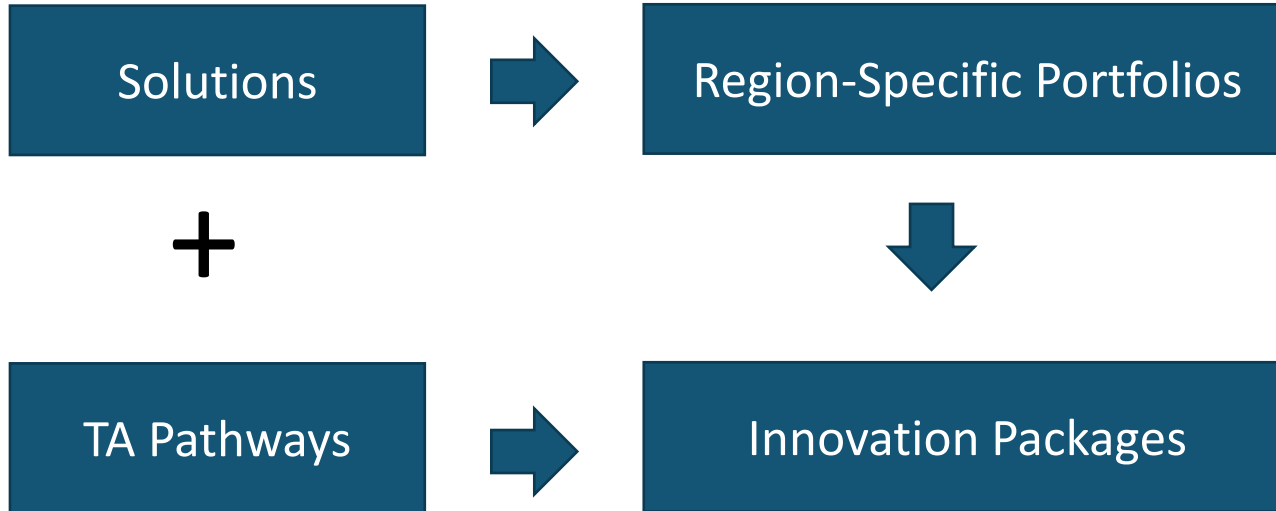 Solutions
Region-Specific Portfolios
+
TA Pathways
Innovation Packages